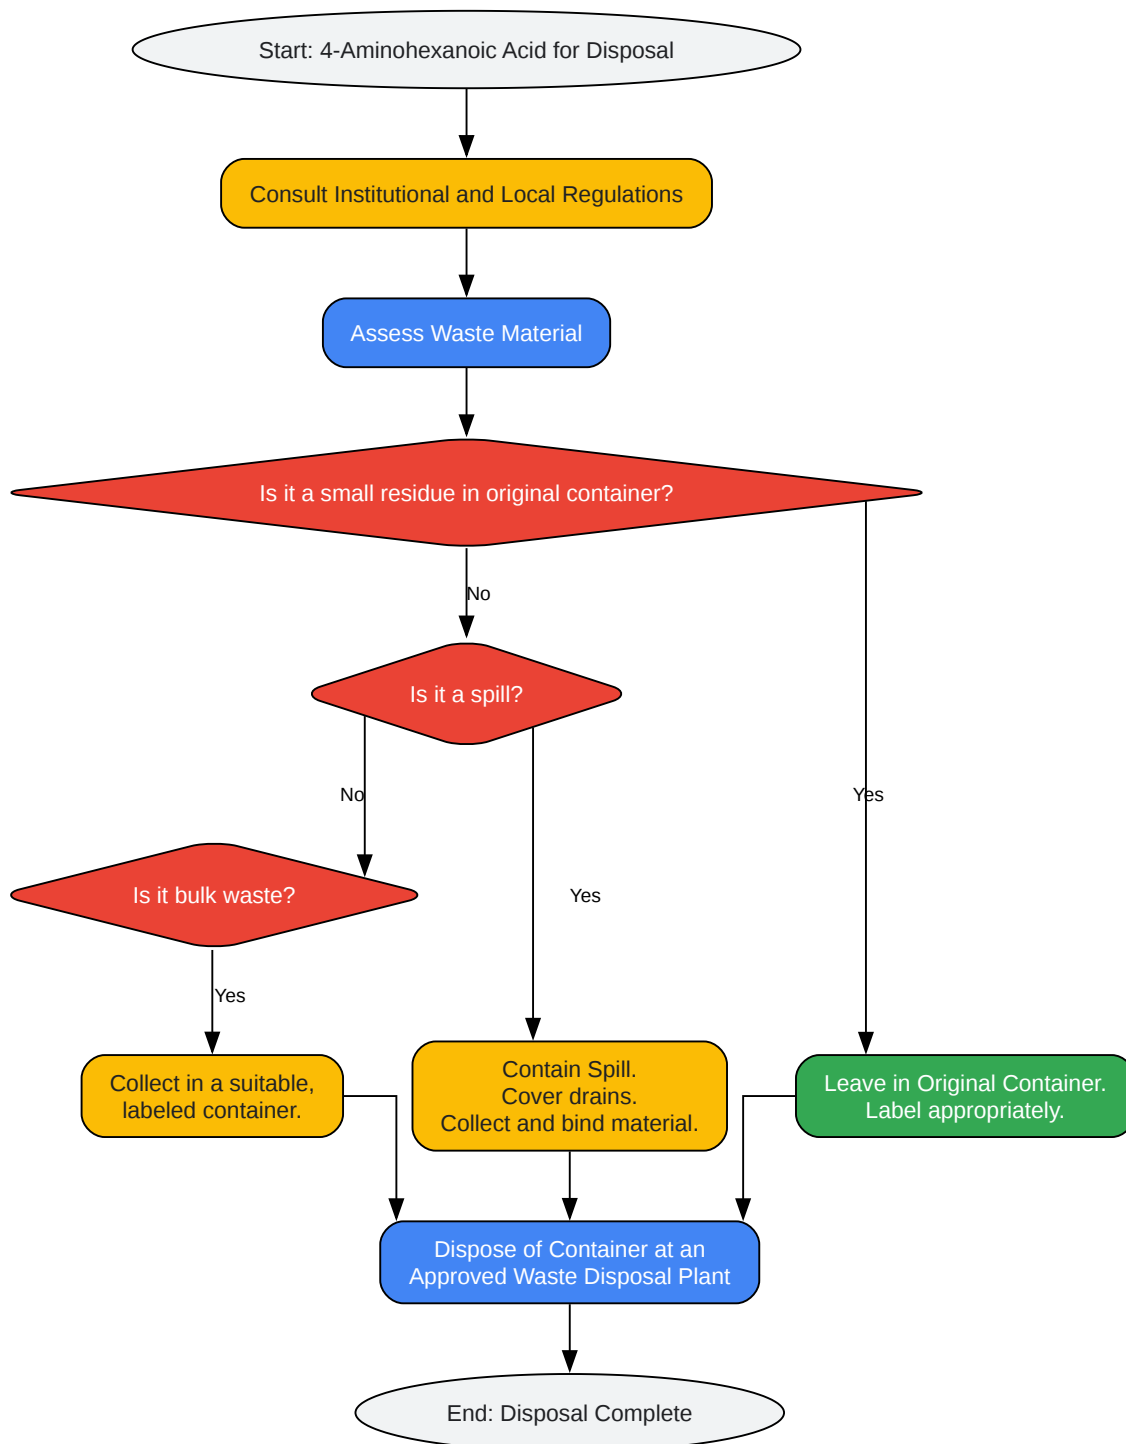 Start: 4-Aminohexanoic Acid for Disposal
Consult Institutional and Local Regulations
Assess Waste Material
Is it a small residue in original container?
No
Is it a spill?
No
Yes
Is it bulk waste?
Yes
Yes
Collect in a suitable,
labeled container.
Contain Spill.
Cover drains.
Collect and bind material.
Leave in Original Container.
Label appropriately.
Dispose of Container at an
Approved Waste Disposal Plant
End: Disposal Complete